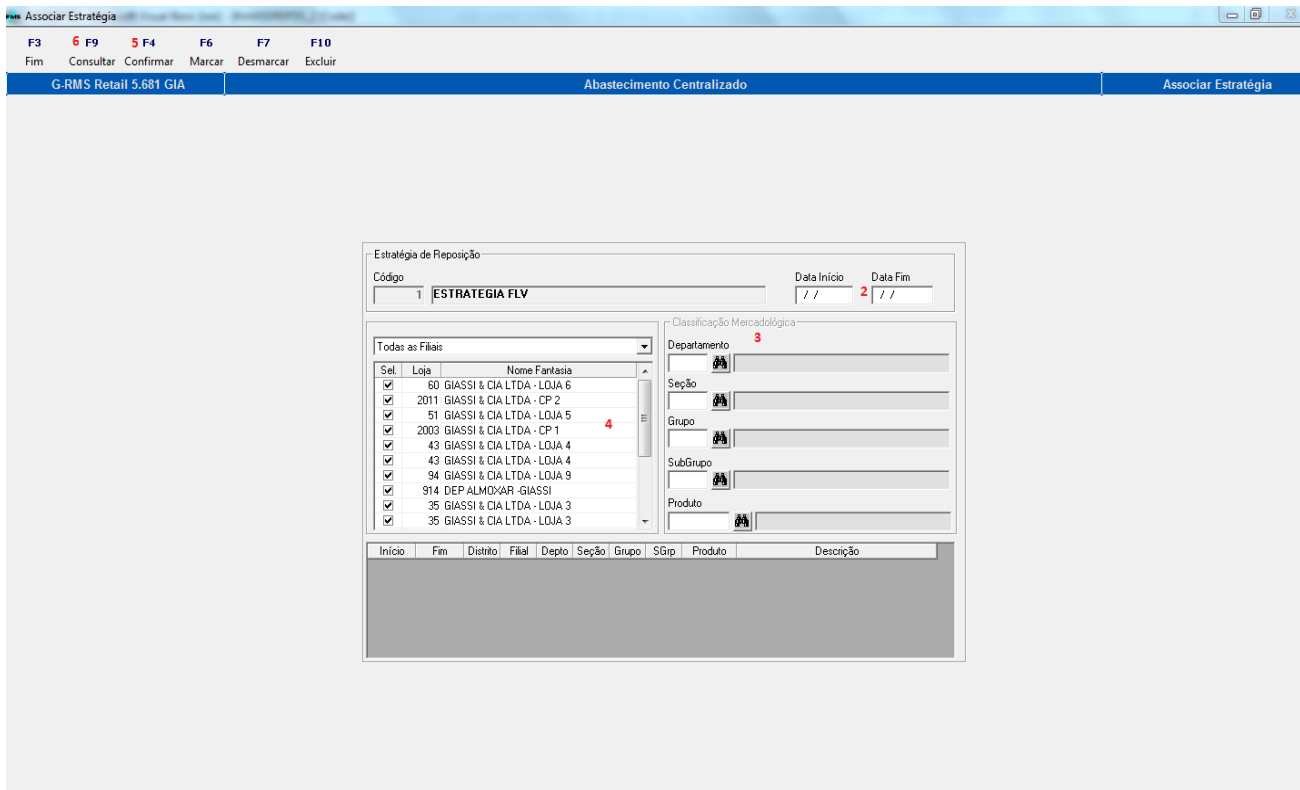 RMS Associar Estratégia
F3 6 F9 5 F4 F6 F7 F10
Fim Consultar Confirmar Marcar Desmarcar Excluir
G-RMS Retail 5.681 GIA Abastecimento Centralizado Associar Estratégia
Estratégia de Reposição
Código Data Início Data Fim
1 ESTRATEGIA FLV / / 2 / /
Classificação Mercadológica
3
Todas as Filiais
Departamento
Sel. Loja Nome Fantasia
60 GIASSI & CIA LTDA - LOJA 6
2011 GIASSI & CIA LTDA - CP 2
51 GIASSI & CIA LTDA - LOJA 5
2003 GIASSI & CIA LTDA - CP 1
43 GIASSI & CIA LTDA - LOJA 4
43 GIASSI & CIA LTDA - LOJA 4
94 GIASSI & CIA LTDA - LOJA 9
914 DEP ALMOXAR -GIASSI
35 GIASSI & CIA LTDA - LOJA 3
35 GIASSI & CIA LTDA - LOJA 3
4
Seção
Grupo
SubGrupo
Produto
Início Fim Distrito Filial Depto Seção Grupo SGrp Produto Descrição